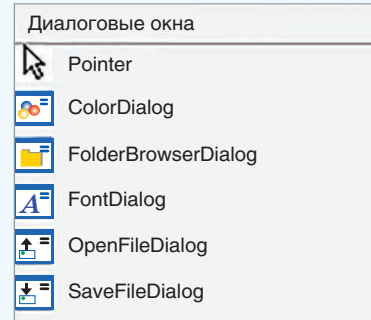 Диалоговые окна
Pointer
ColorDialog
FolderBrowserDialog
FontDialog
OpenFileDialog
SaveFileDialog